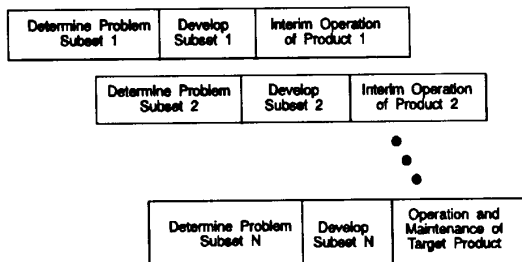 Determine Problem
Subset 1
Develop
Subset 1
Interim Operation
of Product 1
Determine Problem
Subset 2
Develop
Subset 2
Interim Operation
of Product 2
Determine Problem
Subset N
Develop
Subset N
Operation and
Maintenance of
Target Product